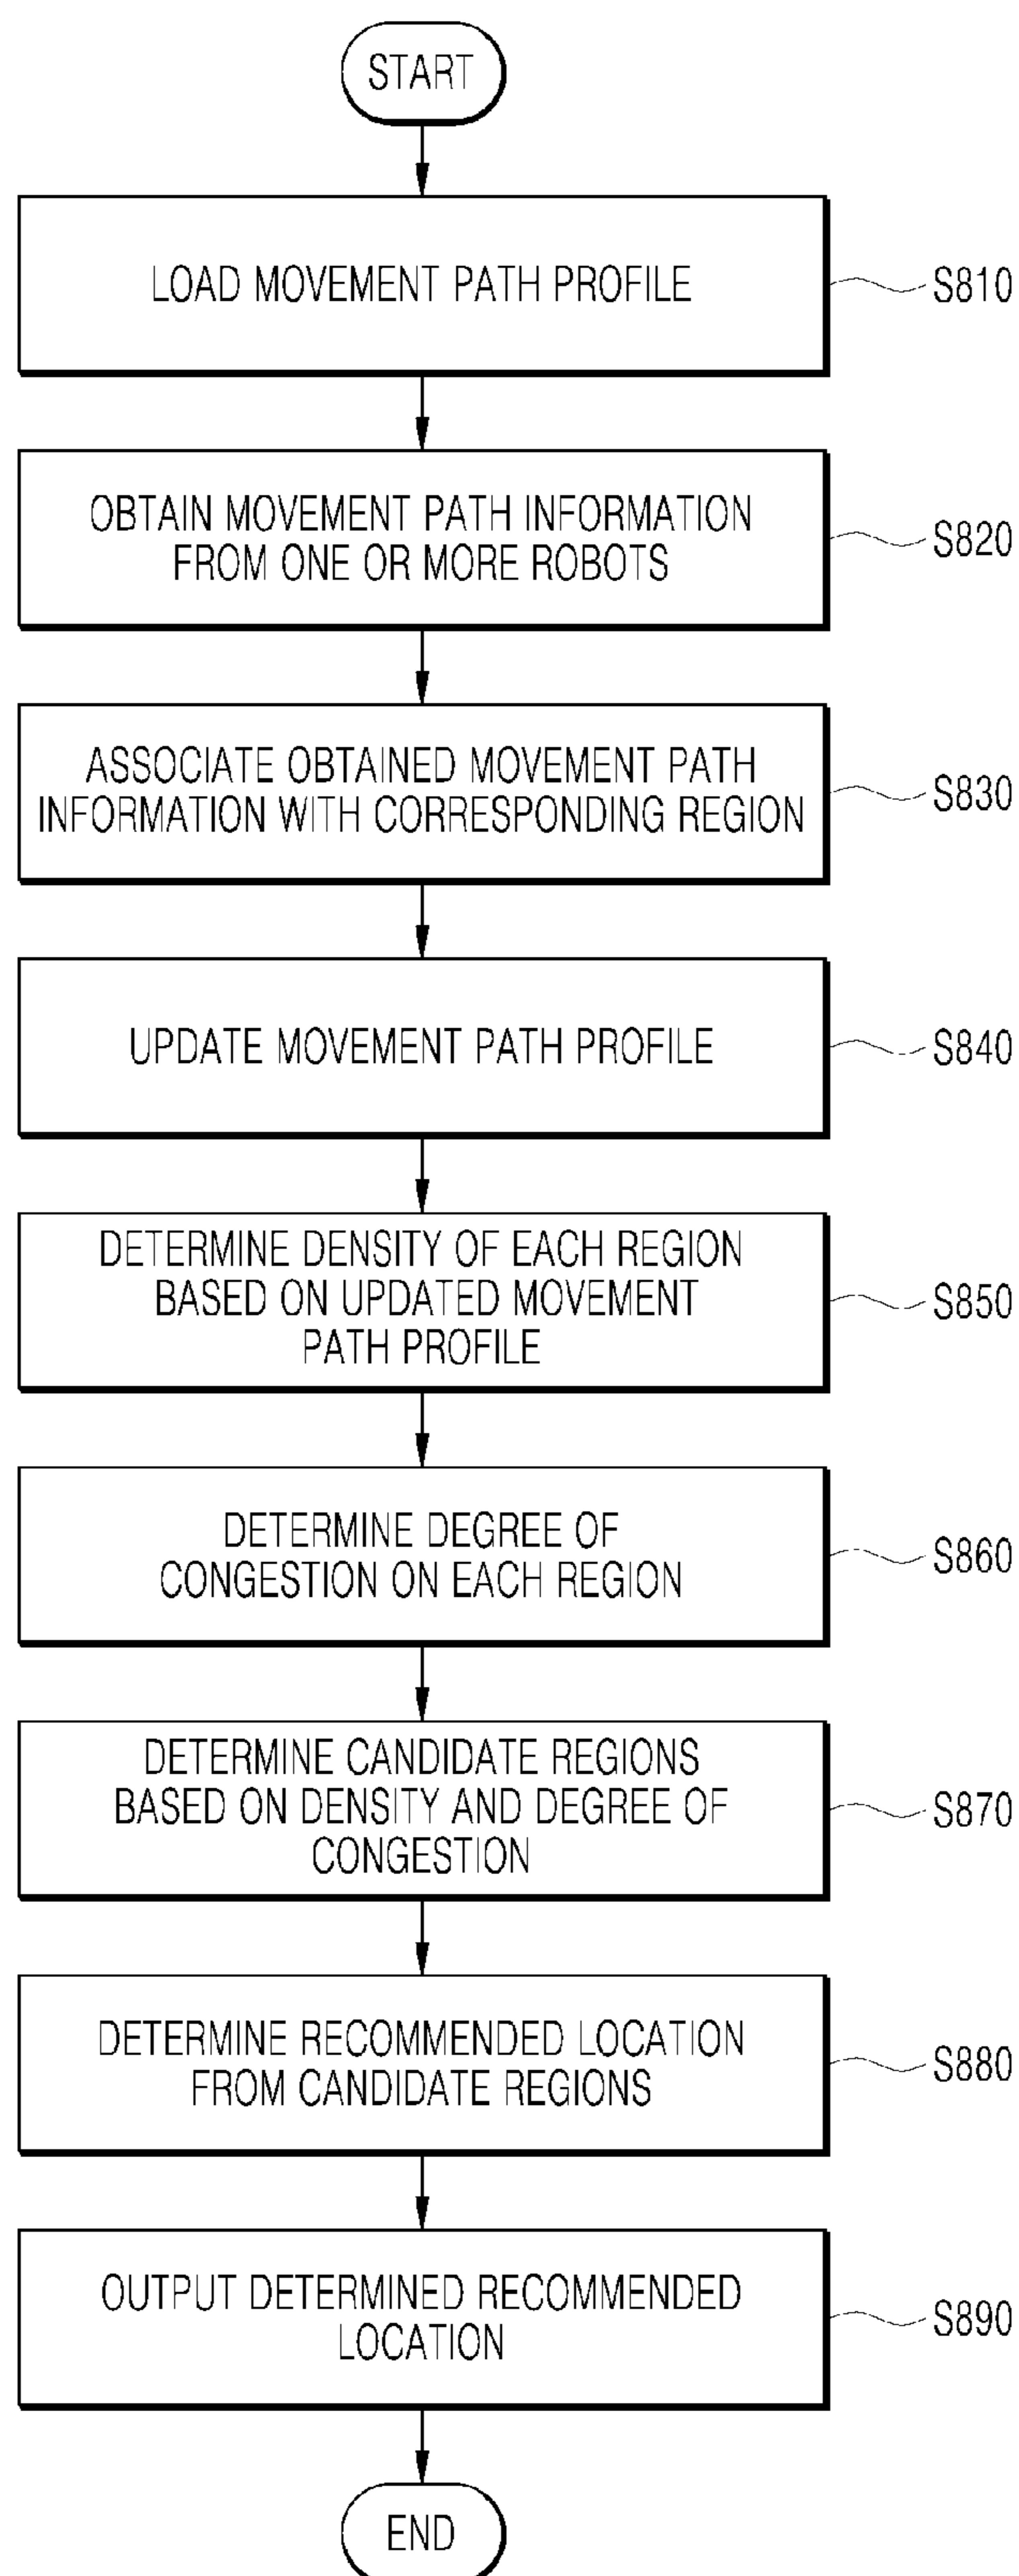 START
LOAD MOVEMENT PATH PROFILE
S810
OBTAIN MOVEMENT PATH INFORMATION
FROM ONE OR MORE ROBOTS
S820
ASSOCIATE OBTAINED MOVEMENT PATH
INFORMATION WITH CORRESPONDING REGION
S830
UPDATE MOVEMENT PATH PROFILE
S840
DETERMINE DENSITY OF EACH REGION
BASED ON UPDATED MOVEMENT
PATH PROFILE
S850
DETERMINE DEGREE OF
CONGESTION ON EACH REGION
S860
DETERMINE CANDIDATE REGIONS
BASED ON DENSITY AND DEGREE OF
CONGESTION
S870
DETERMINE RECOMMENDED LOCATION
FROM CANDIDATE REGIONS
S880
OUTPUT DETERMINED RECOMMENDED
LOCATION
S890
END